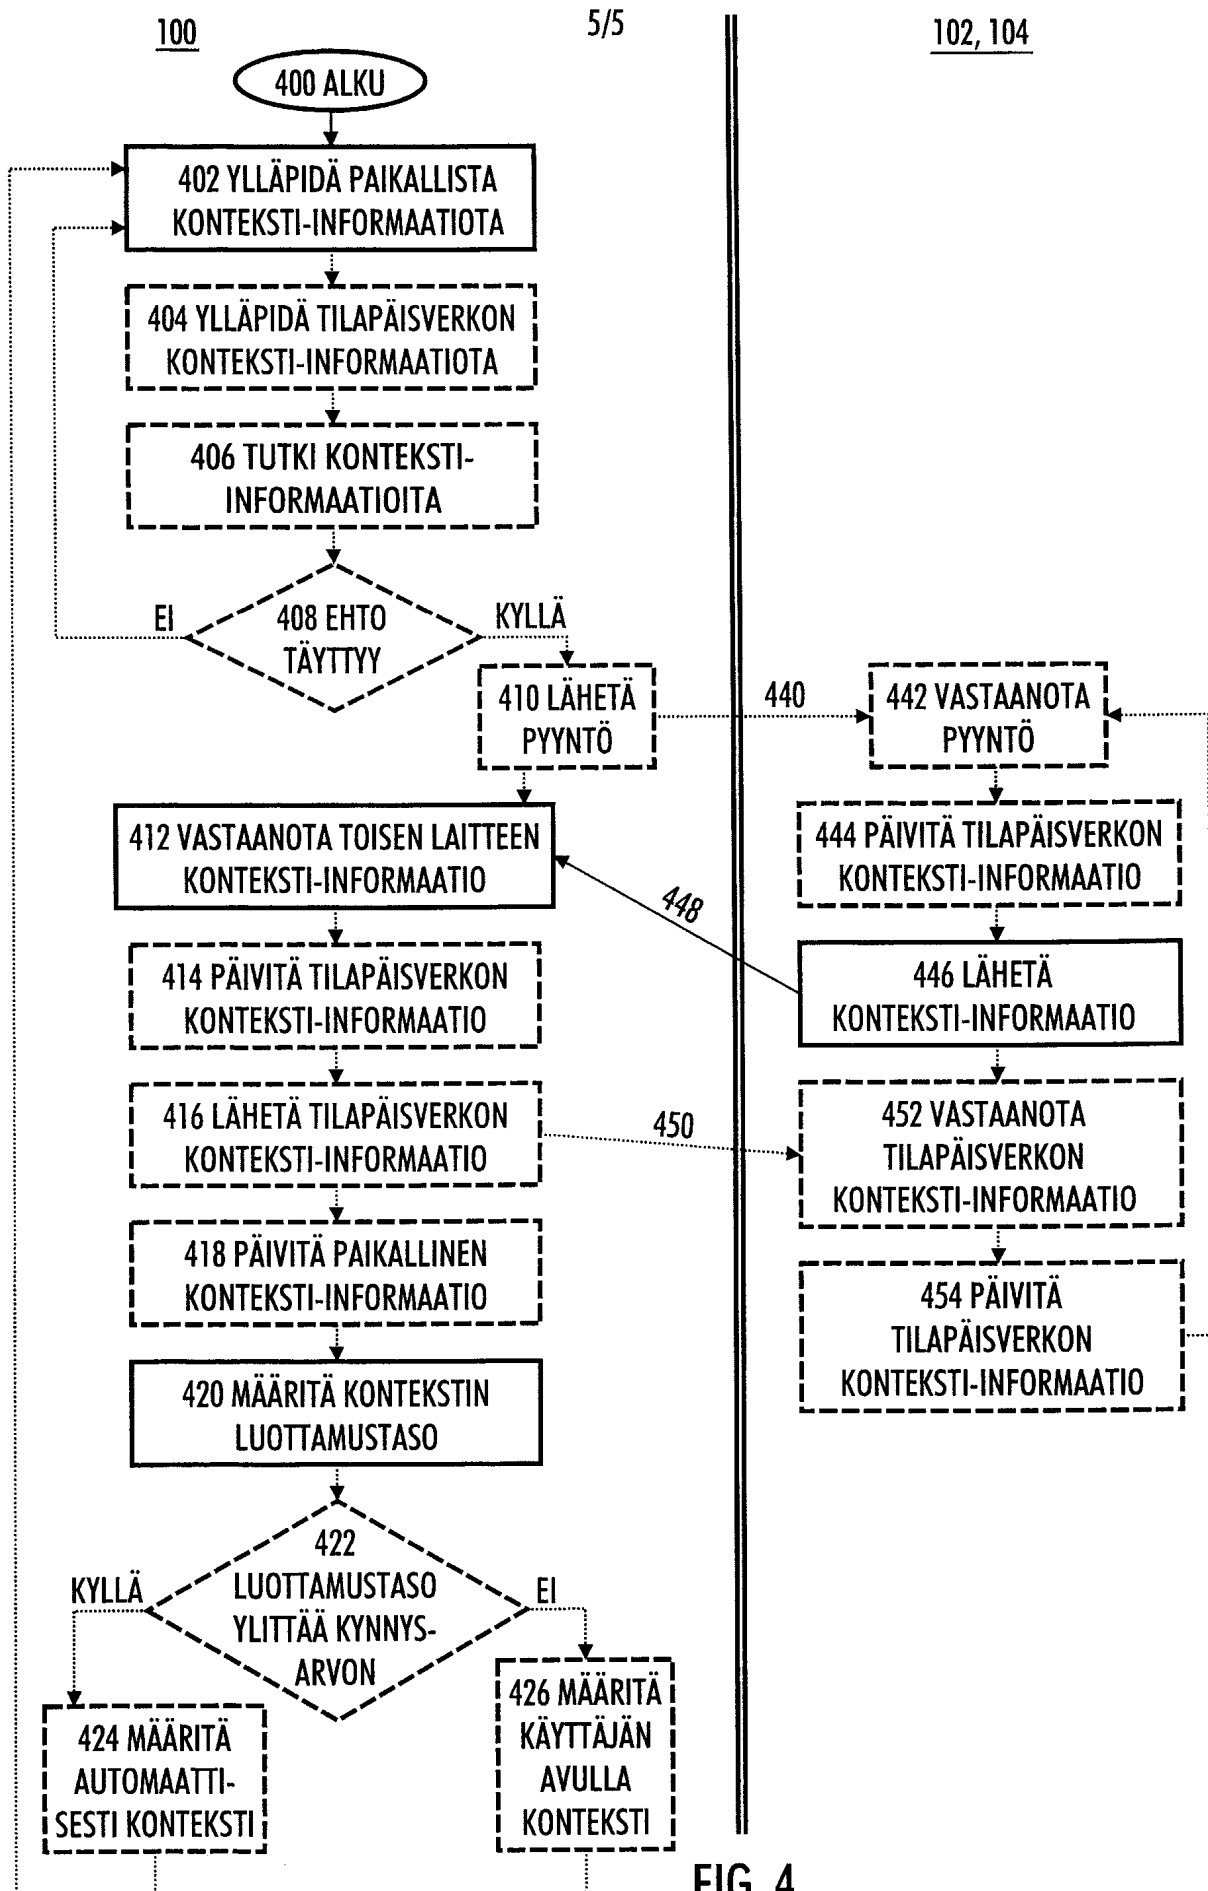 100
5/5
102, 104
400 ALKU
402 YLLÄPIDÄ PAIKALLISTA
KONTEKSTI-INFORMAATIOTA
404 YLLÄPIDÄ TILAPÄISVERKON
KONTEKSTI-INFORMAATIOTA
406 TUTKI KONTEKSTI-
INFORMAATIOITA
EI
408 EHTO
TÄYTTYY
KYLLÄ
410 LÄHETÄ
PYYNTÖ
440
442 VASTAANOTA
PYYNTÖ
412 VASTAANOTA TOISEN LAITTEEN
KONTEKSTI-INFORMAATIO
444 PÄIVITÄ TILAPÄISVERKON
KONTEKSTI-INFORMAATIO
448
414 PÄIVITÄ TILAPÄISVERKON
KONTEKSTI-INFORMAATIO
446 LÄHETÄ
KONTEKSTI-INFORMAATIO
416 LÄHETÄ TILAPÄISVERKON
KONTEKSTI-INFORMAATIO
450
452 VASTAANOTA
TILAPÄISVERKON
KONTEKSTI-INFORMAATIO
418 PÄIVITÄ PAIKALLINEN
KONTEKSTI-INFORMAATIO
454 PÄIVITÄ
TILAPÄISVERKON
KONTEKSTI-INFORMAATIO
420 MÄÄRITÄ KONTEKSTIN
LUOTTAMUSTASO
KYLLÄ
422
LUOTTAMUSTASO
YLITTÄÄ KYNNYS-
ARVON
EI
424 MÄÄRITÄ
AUTOMAATTI-
SESTI KONTEKSTI
426 MÄÄRITÄ
KÄYTTÄJÄN
AVULLA
KONTEKSTI
FIG. 4